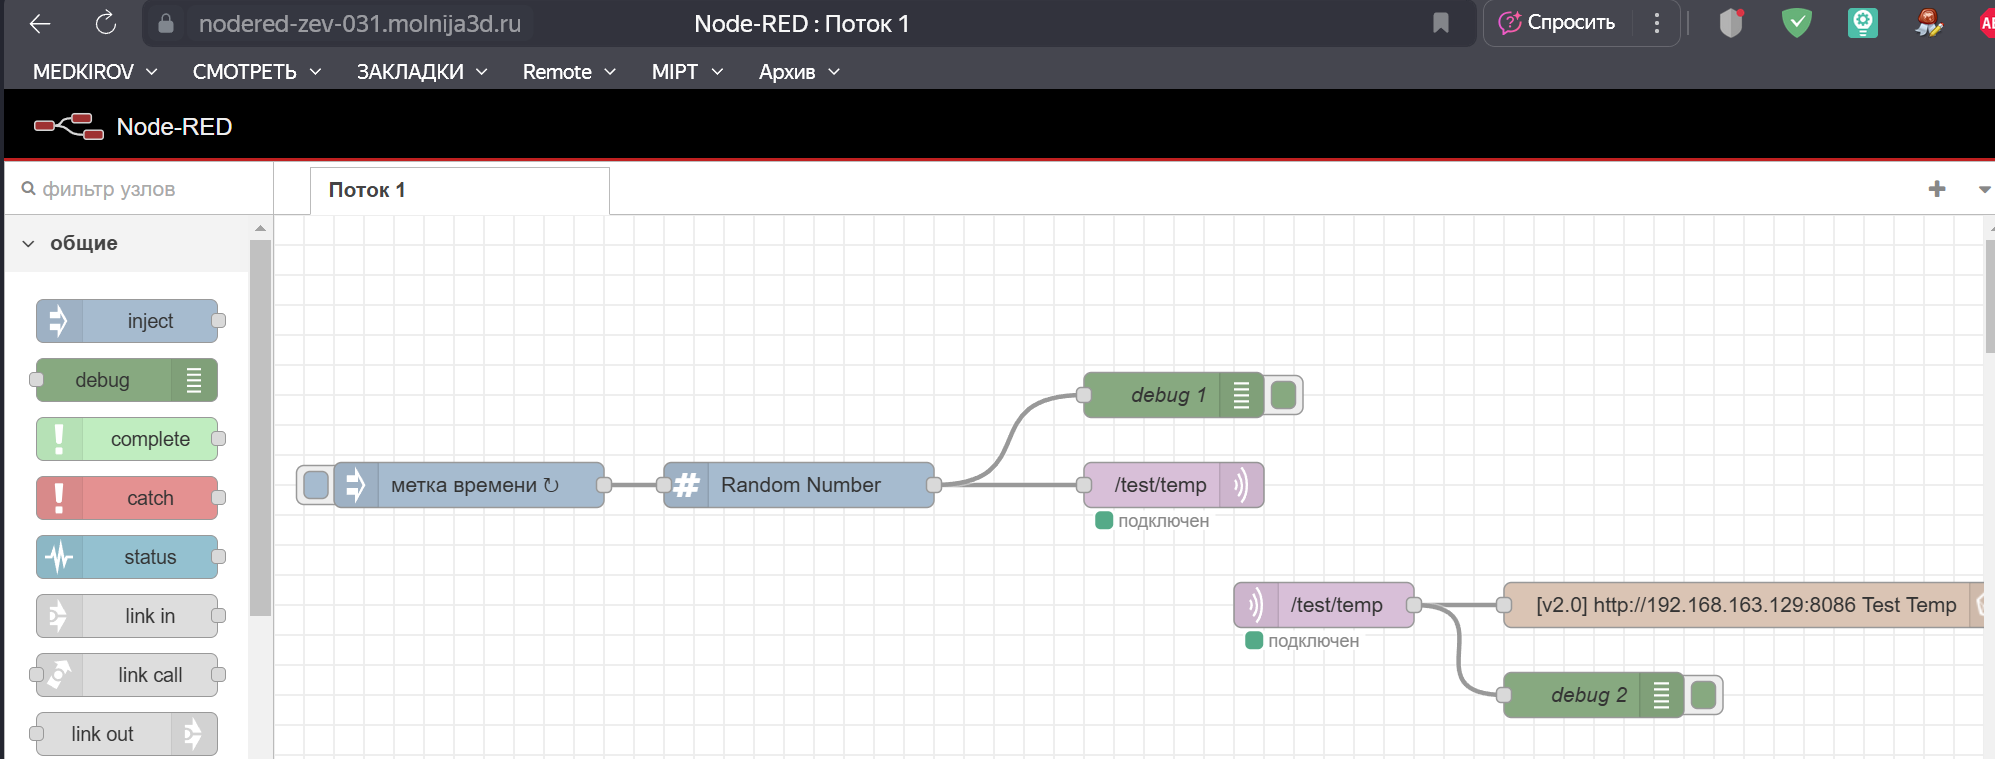 nodered-zev-031.molnija3d.ru Node-RED : Поток 1 Спросить
MEDKIROV СМОТРЕТЬ ЗАКЛАДКИ Remote MIPT Архив
Node-RED
фильтр узлов
Поток 1
общие
inject
debug
complete
catch
status
link in
link call
link out
debug 1
метка времени ↻
Random Number
/test/temp
подключен
/test/temp
подключен
[v2.0] http://192.168.163.129:8086 Test Temp
debug 2